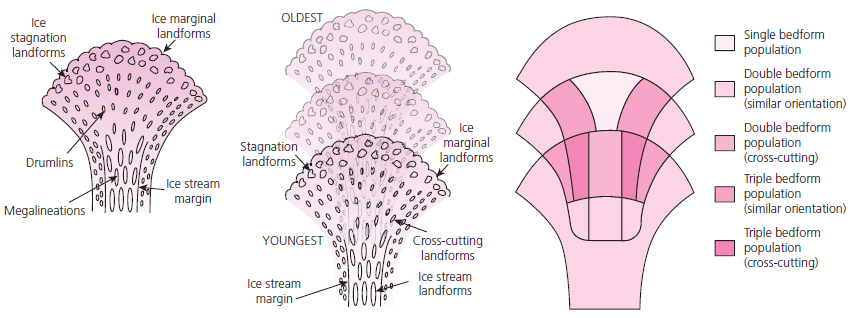 Ice
stagnation
landforms
Ice marginal
landforms
Drumlins
Megalineations
Ice stream
margin
OLDEST
Stagnation
landforms
Ice
marginal
landforms
YOUNGEST
Cross-cutting
landforms
Ice stream
margin
Ice stream
landforms
Single bedform
population
Double bedform
population
(similar orientation)
Double bedform
population
(cross-cutting)
Triple bedform
population
(similar orientation)
Triple bedform
population
(cross-cutting)